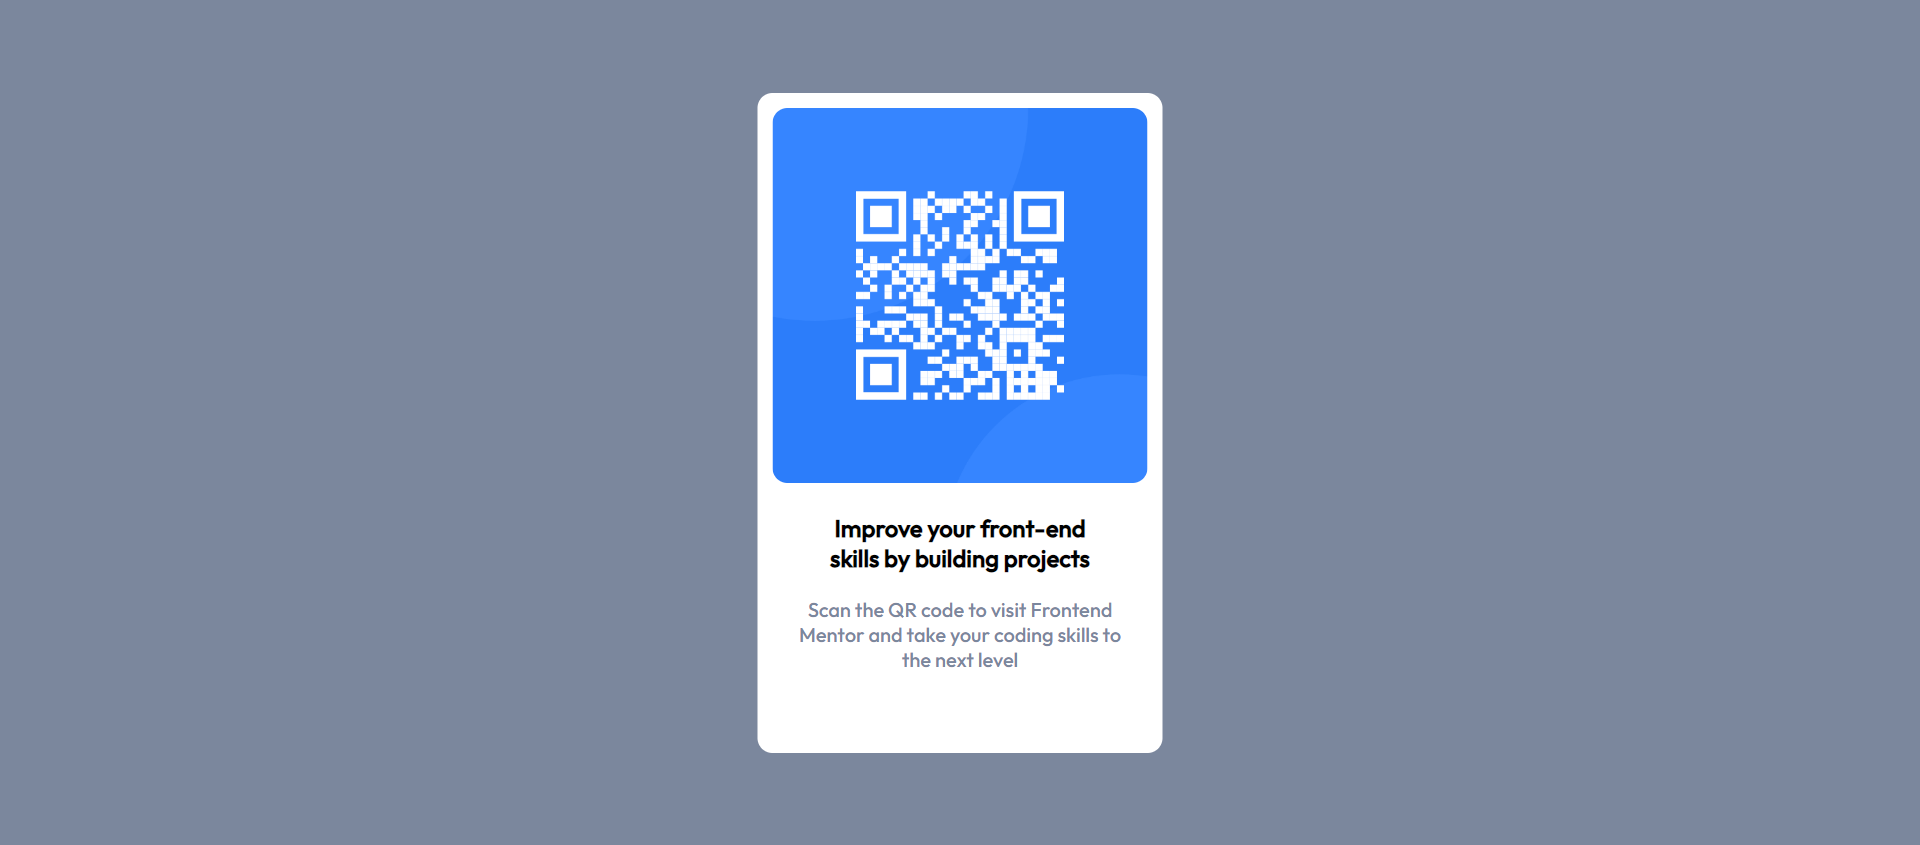 Improve your front-end
skills by building projects
Scan the QR code to visit Frontend
Mentor and take your coding skills to
the next level